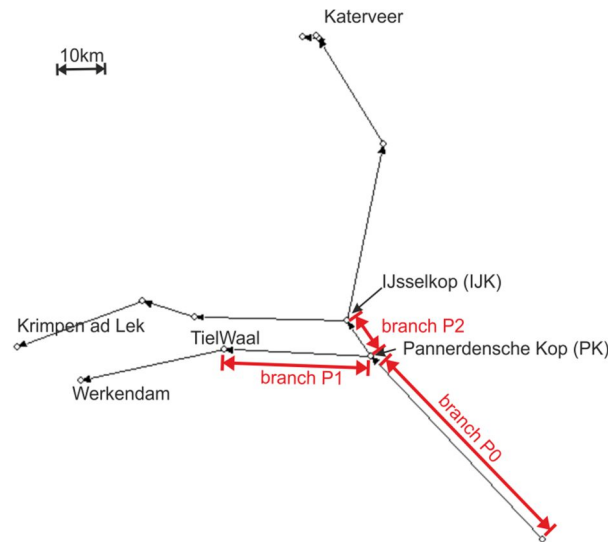 Katerveer
10km
IJsselkop (IJK)
Krimpen ad Lek
TielWaal
branch P2
Pannerdensche Kop (PK)
Werkendam
branch P1
branch P0